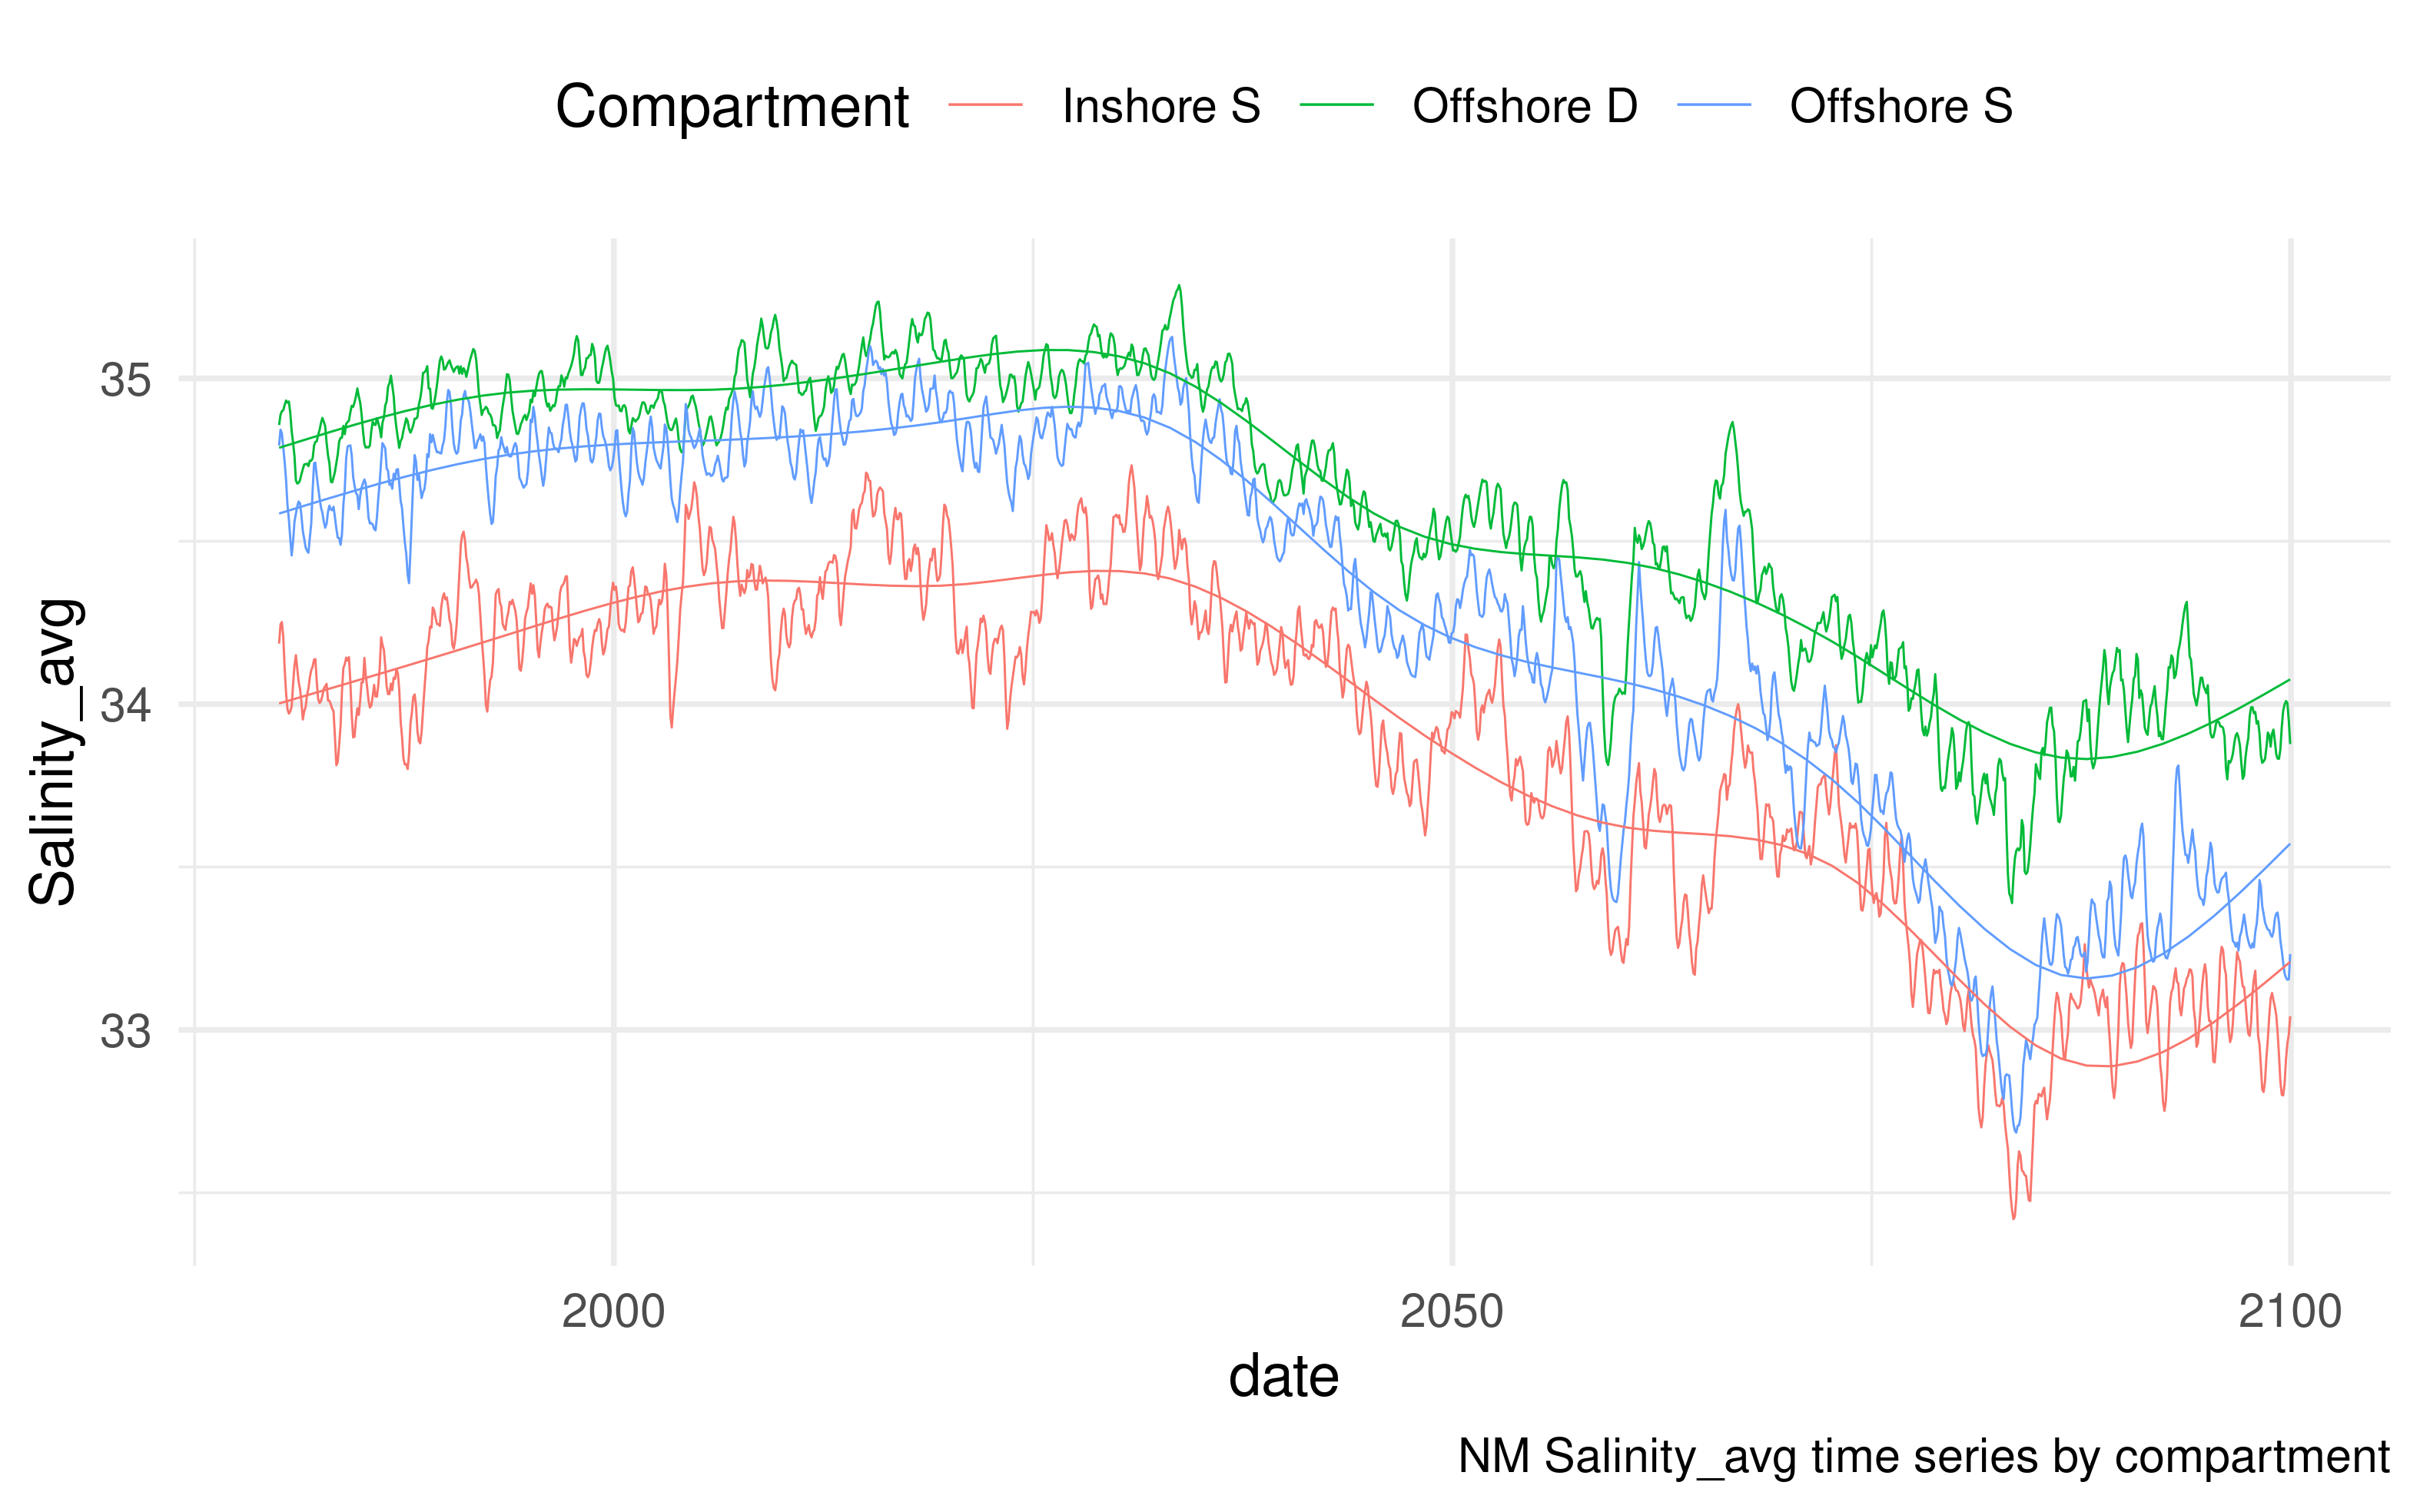 Compartment Inshore S Offshore D Offshore S
35
34
33
Salinity_avg
2000 2050 2100
date
NM Salinity_avg time series by compartment